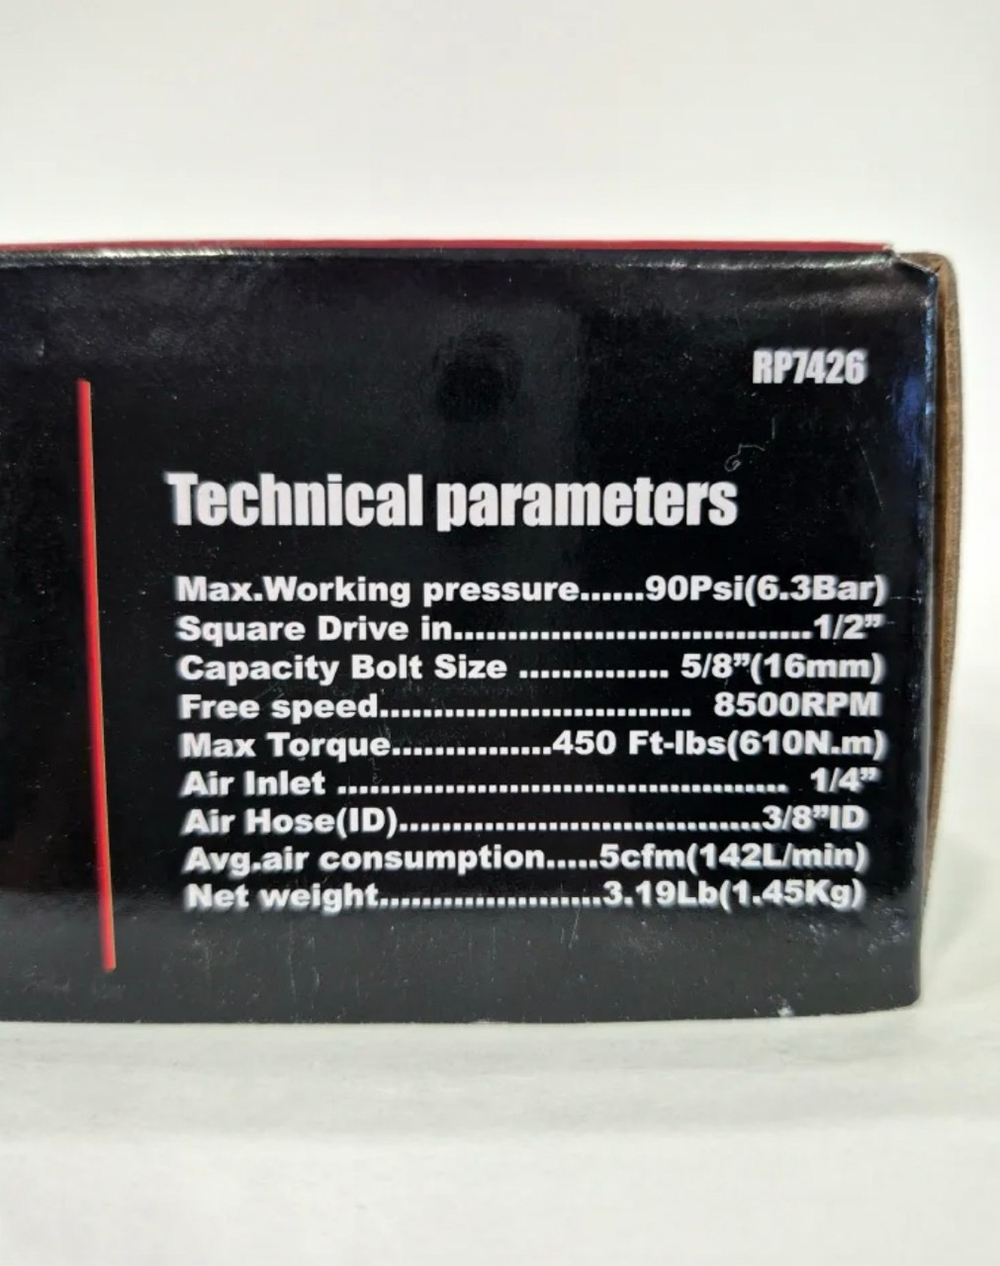 RP7426
Technical parameters
Max.Working pressure......90Psi(6.3Bar)
Square Drive in.................................1/2”
Capacity Bolt Size .............. 5/8”(16mm)
Free speed............................. 8500RPM
Max Torque...............450 Ft-lbs(610N.m)
Air Inlet .......................................... 1/4”
Air Hose(ID)..................................3/8”ID
Avg.air consumption.....5cfm(142L/min)
Net weight.....................3.19Lb(1.45Kg)